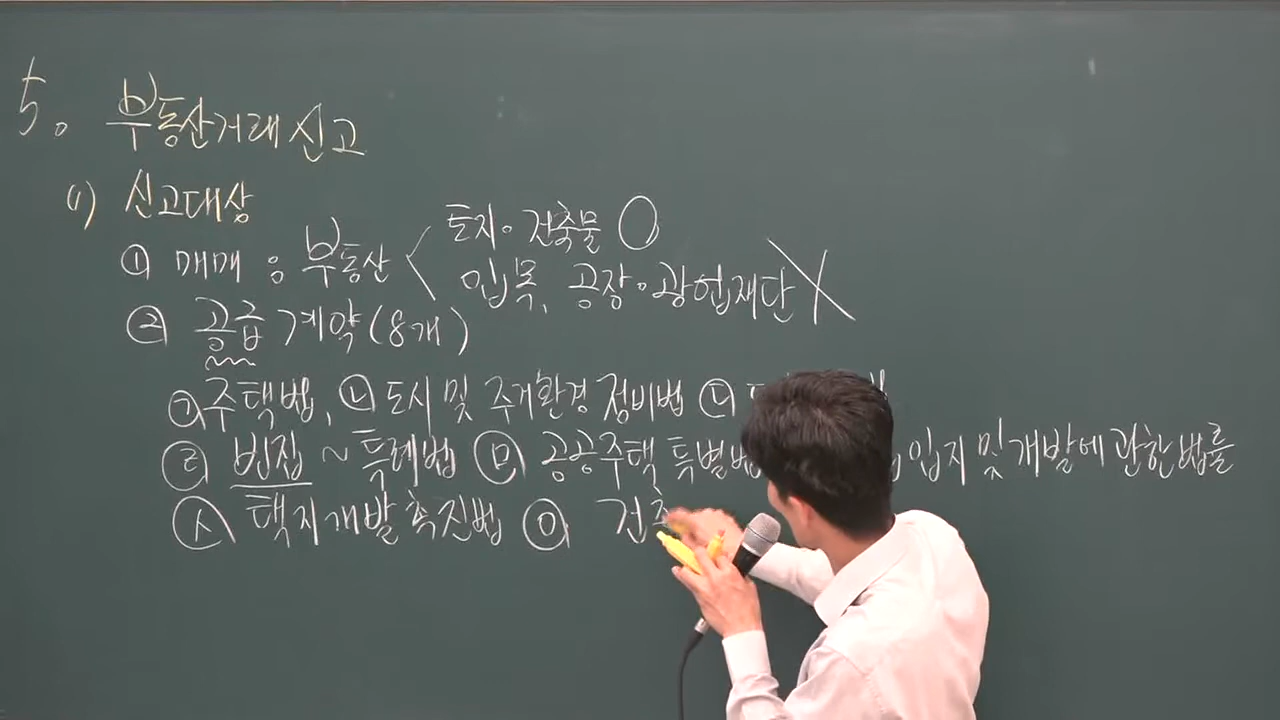 5. 부동산거래신고
(1) 신고대상
① 매매 : 부동산 < 토지·건축물 ○
입목, 공장·광업재단 X
② 공급계약(8개)
㉠ 주택법, ㉡ 도시 및 주거환경정비법 ㉢
㉣ 빈집 ~ 특례법 ㉤ 공공주택 특별법 입지 및 개발에 관한 법률
㉦ 택지개발촉진법 ㉧ 건축